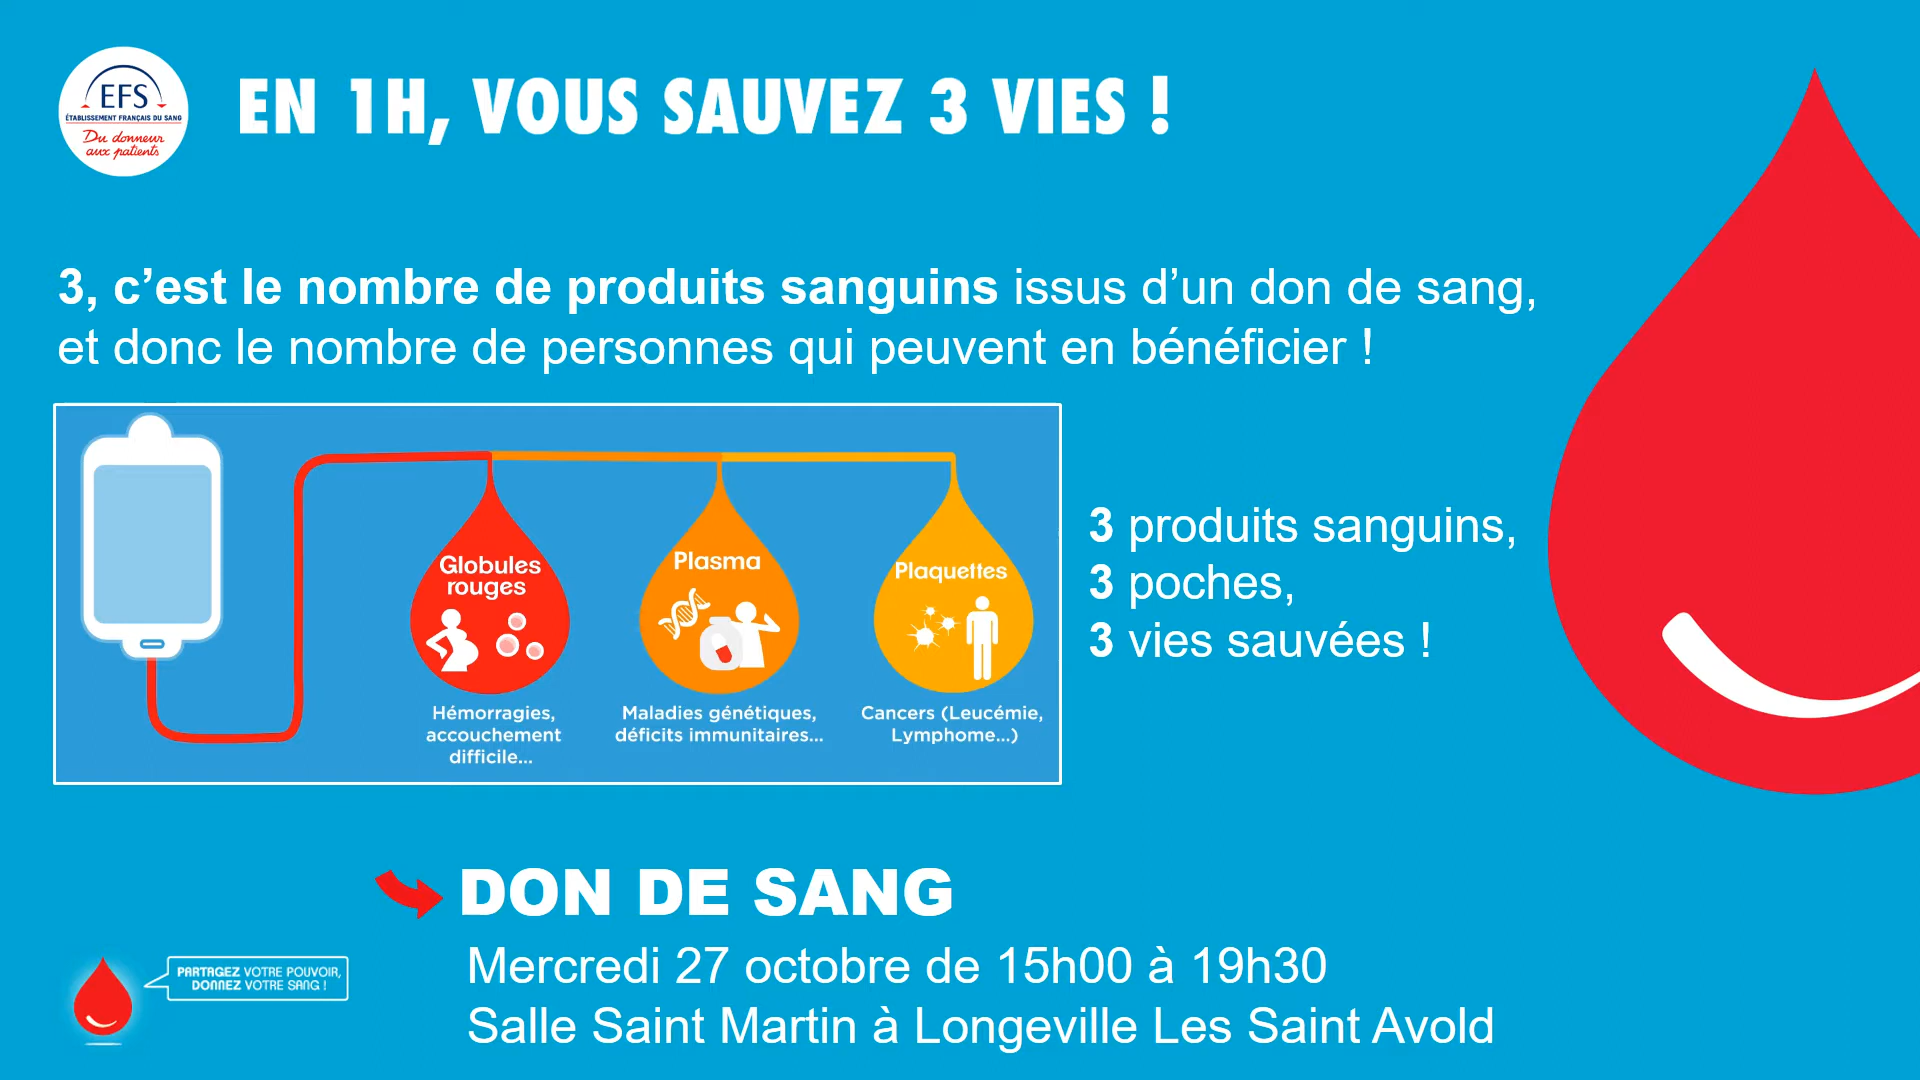 EFS
ÉTABLISSEMENT FRANÇAIS DU SANG
Du donneur
aux patients
EN 1H, VOUS SAUVEZ 3 VIES !
3, c’est le nombre de produits sanguins issus d’un don de sang,
et donc le nombre de personnes qui peuvent en bénéficier !
Globules
rouges
Hémorragies,
accouchement
difficile...
Plasma
Maladies génétiques,
déficits immunitaires...
Plaquettes
Cancers (Leucémie,
Lymphome...)
3 produits sanguins,
3 poches,
3 vies sauvées !
DON DE SANG
Mercredi 27 octobre de 15h00 à 19h30
Salle Saint Martin à Longeville Les Saint Avold
PARTAGEZ VOTRE POUVOIR,
DONNEZ VOTRE SANG !